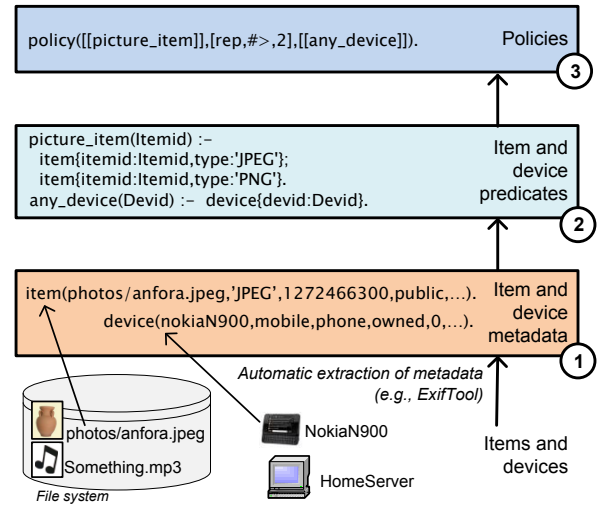 policy([[picture_item]],[rep,#>,2],[[any_device]]).
Policies
3
picture_item(Itemid) :-
item{itemid:Itemid,type:'JPEG'};
item{itemid:Itemid,type:'PNG'}.
any_device(Devid) :- device{devid:Devid}.
Item and
device
predicates
2
item(photos/anfora.jpeg,'JPEG',1272466300,public,...).
device(nokiaN900,mobile,phone,owned,0,...).
Item and
device
metadata
1
Automatic extraction of metadata
(e.g., ExifTool)
photos/anfora.jpeg
Something.mp3
File system
NokiaN900
HomeServer
Items and
devices